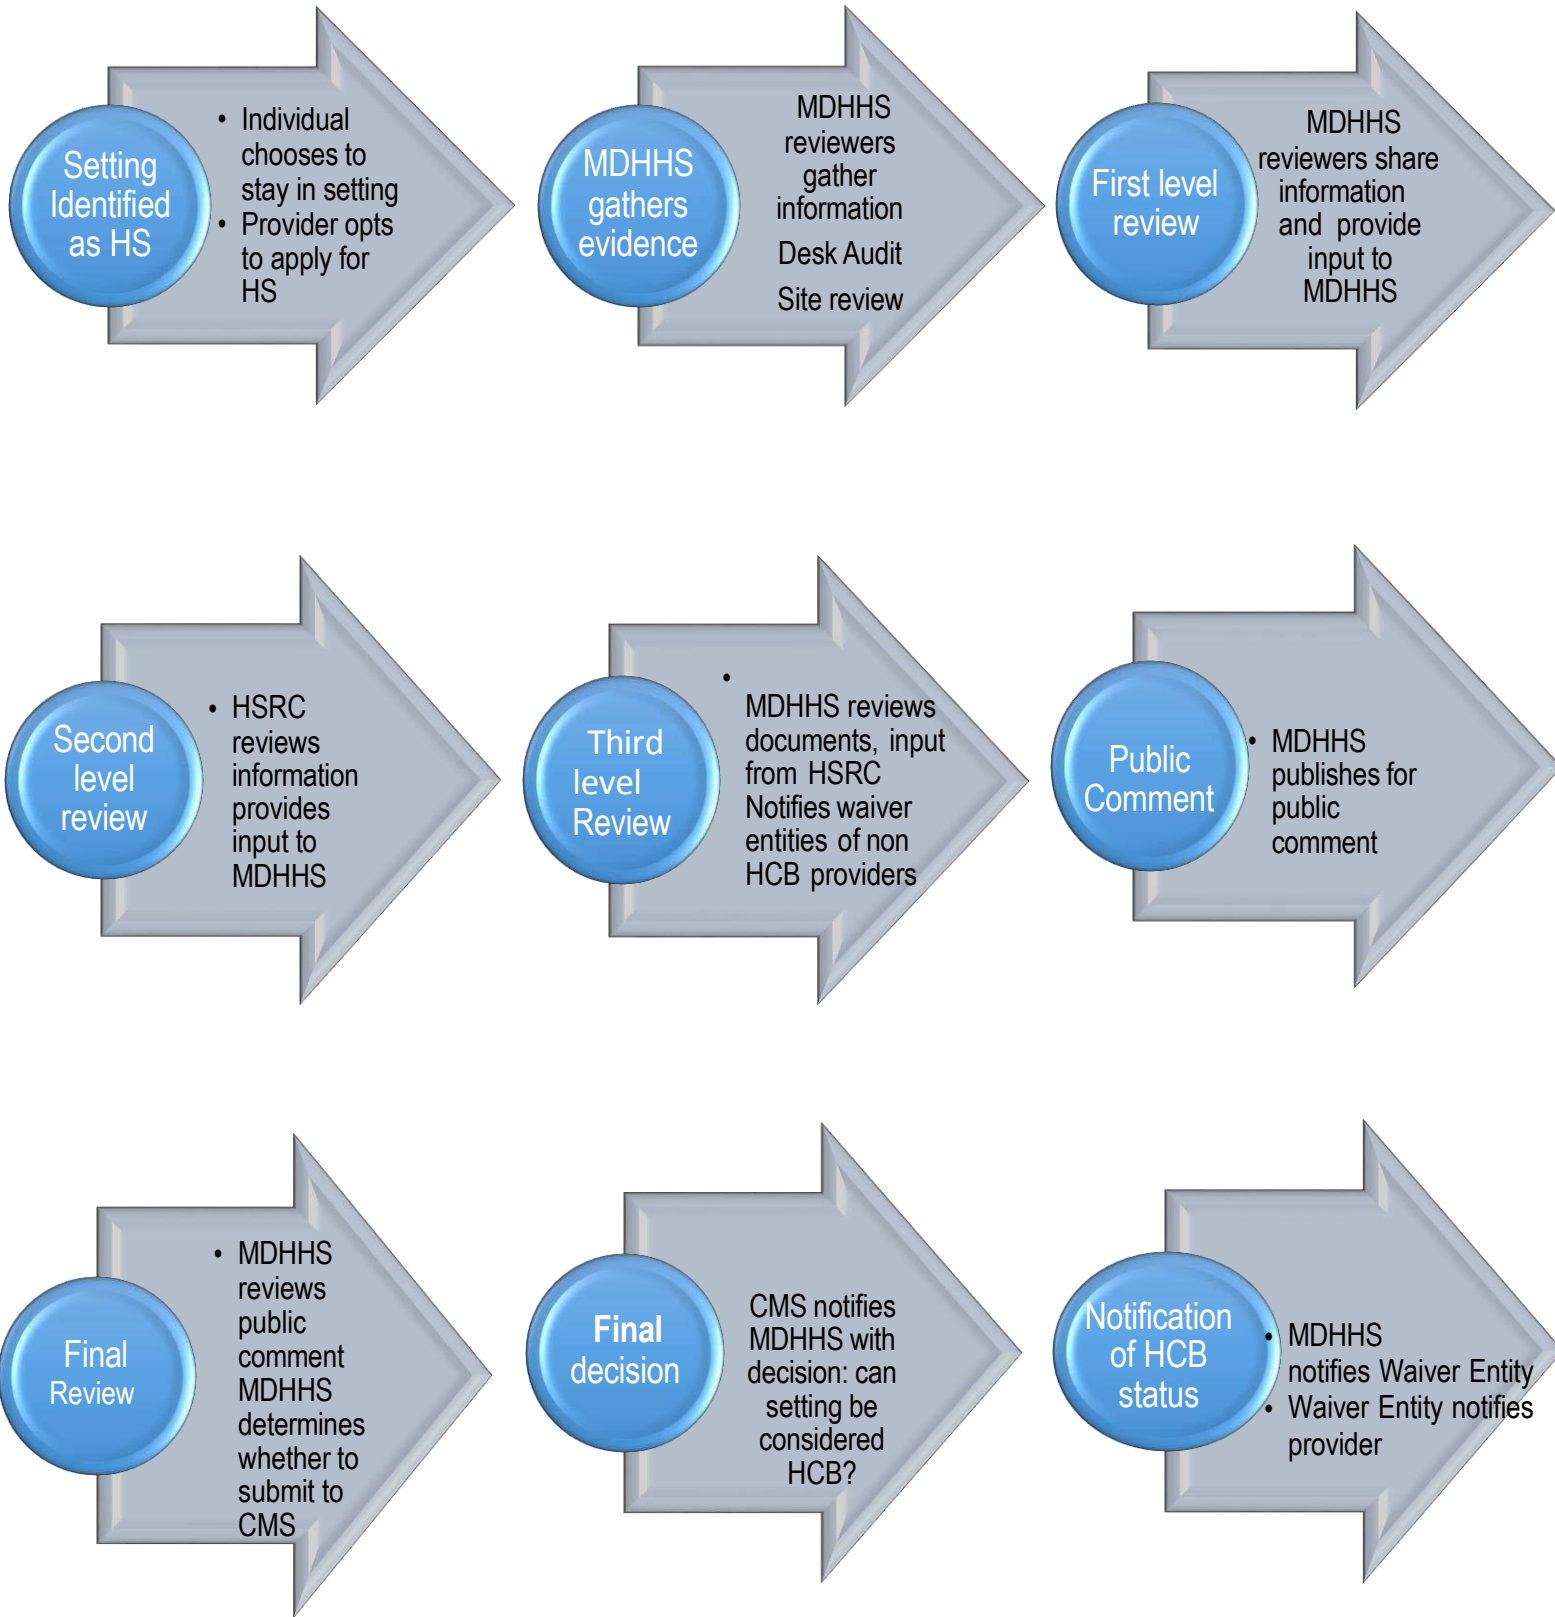 Setting
Identified
as HS
• Individual
chooses to
stay in setting
• Provider opts
to apply for
HS
MDHHS
gathers
evidence
MDHHS
reviewers
gather
information
Desk Audit
Site review
First level
review
MDHHS
reviewers share
information
and provide
input to
MDHHS
Second
level
review
• HSRC
reviews
information
provides
input to
MDHHS
Third
level
Review
•
MDHHS reviews
documents, input
from HSRC
Notifies waiver
entities of non
HCB providers
Public
Comment
• MDHHS
publishes for
public
comment
Final
Review
• MDHHS
reviews
public
comment
MDHHS
determines
whether to
submit to
CMS
Final
decision
CMS notifies
MDHHS with
decision: can
setting be
considered
HCB?
Notification
of HCB
status
• MDHHS
notifies Waiver Entity
• Waiver Entity notifies
provider